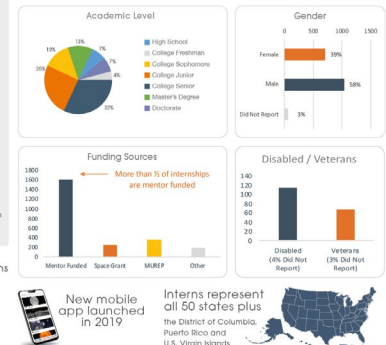 Academic Level
13%
7%
13%
7%
4%
26%
32%
High School
College Freshman
College Sophomore
College Junior
College Senior
Master's Degree
Doctorate
Gender
0
500
1000
1500
Female
39%
Male
58%
Did Not Report
3%
Funding Sources
1800
1600
1400
1200
1000
800
600
400
200
0
More than ½ of internships
are mentor funded
Mentor Funded
Space Grant
MUREP
Other
Disabled / Veterans
140
120
100
80
60
40
20
0
Disabled
(4% Did Not
Report)
Veterans
(3% Did Not
Report)
New mobile
app launched
in 2019
Interns represent
all 50 states plus
the District of Columbia,
Puerto Rico and
U.S. Virgin Islands